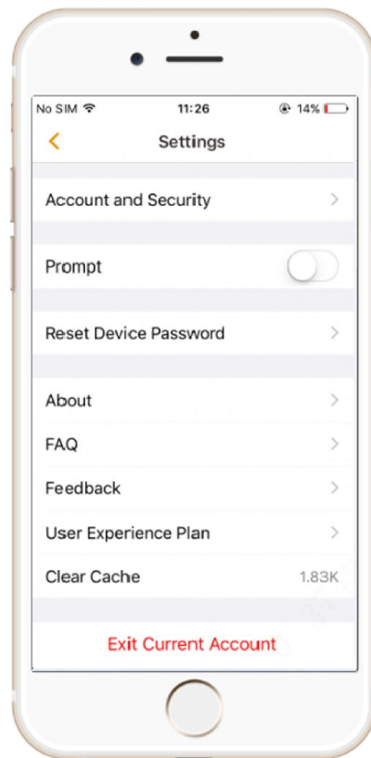 No SIM 11:26 14%
Settings
Account and Security
Prompt
Reset Device Password
About
FAQ
Feedback
User Experience Plan
Clear Cache 1.83K
Exit Current Account